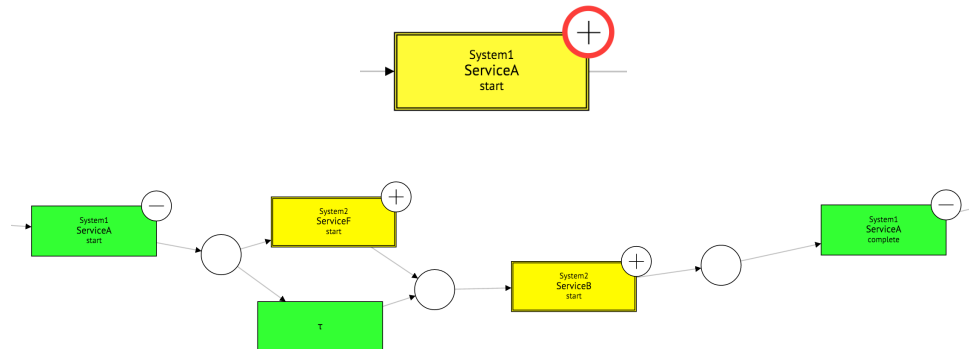 System1
ServiceA
start
System1
ServiceA
start
System2
ServiceF
start
τ
System2
ServiceB
start
System1
ServiceA
complete